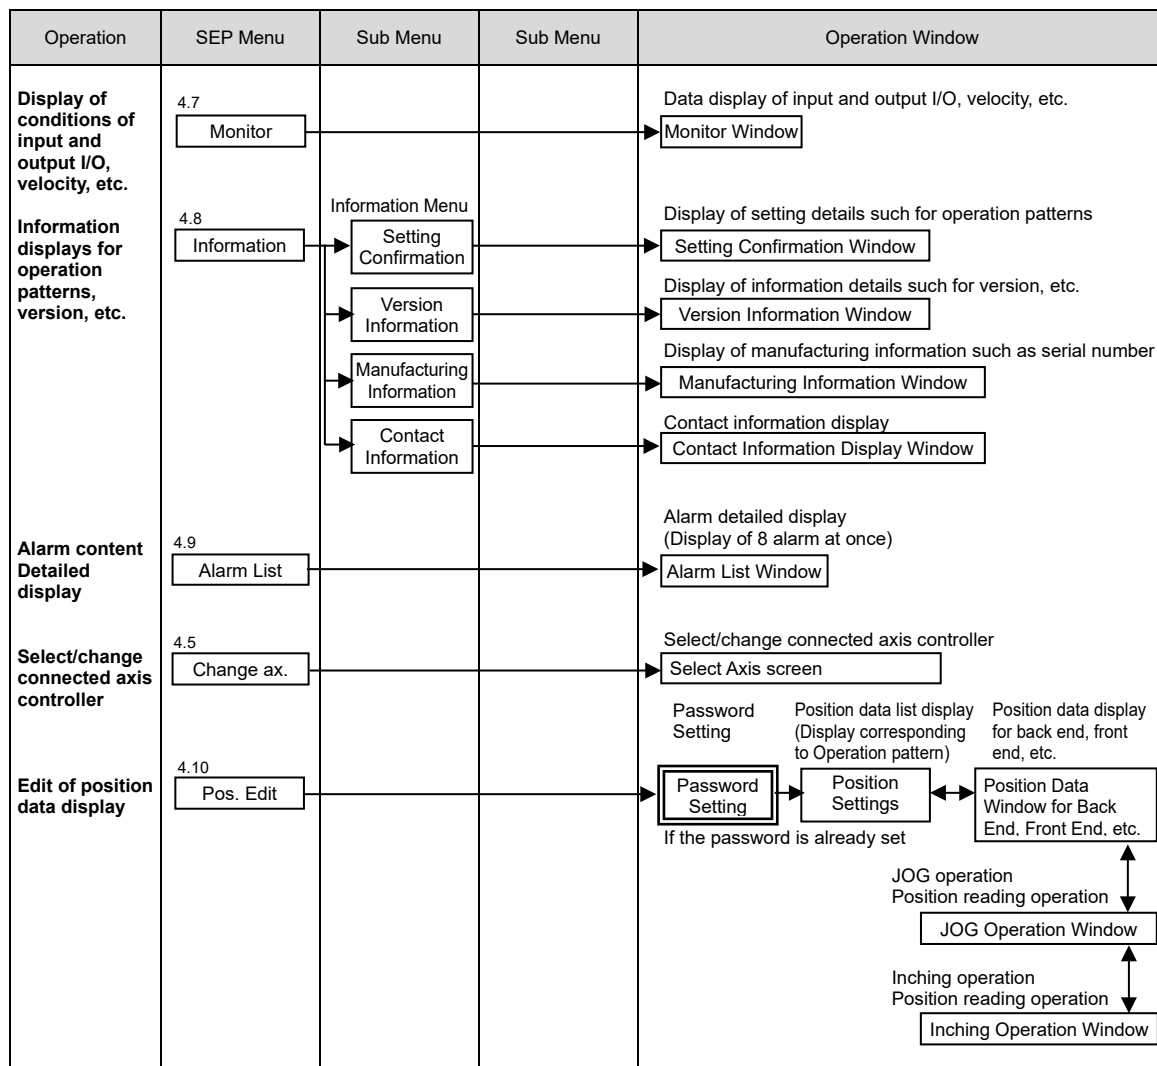 Operation
SEP Menu
Sub Menu
Sub Menu
Operation Window
Display of
conditions of
input and
output I/O,
velocity, etc.
4.7
Monitor
Data display of input and output I/O, velocity, etc.
Monitor Window
Information
displays for
operation
patterns,
version, etc.
4.8
Information
Information Menu
Setting
Confirmation
Display of setting details such for operation patterns
Setting Confirmation Window
Version
Information
Display of information details such for version, etc.
Version Information Window
Manufacturing
Information
Display of manufacturing information such as serial number
Manufacturing Information Window
Contact
Information
Contact information display
Contact Information Display Window
Alarm content
Detailed
display
4.9
Alarm List
Alarm detailed display
(Display of 8 alarm at once)
Alarm List Window
Select/change
connected axis
controller
4.5
Change ax.
Select/change connected axis controller
Select Axis screen
Edit of position
data display
4.10
Pos. Edit
Password
Setting
Password
Setting
If the password is already set
Position data list display
(Display corresponding
to Operation pattern)
Position
Settings
Position data display
for back end, front
end, etc.
Position Data
Window for Back
End, Front End, etc.
JOG operation
Position reading operation
JOG Operation Window
Inching operation
Position reading operation
Inching Operation Window